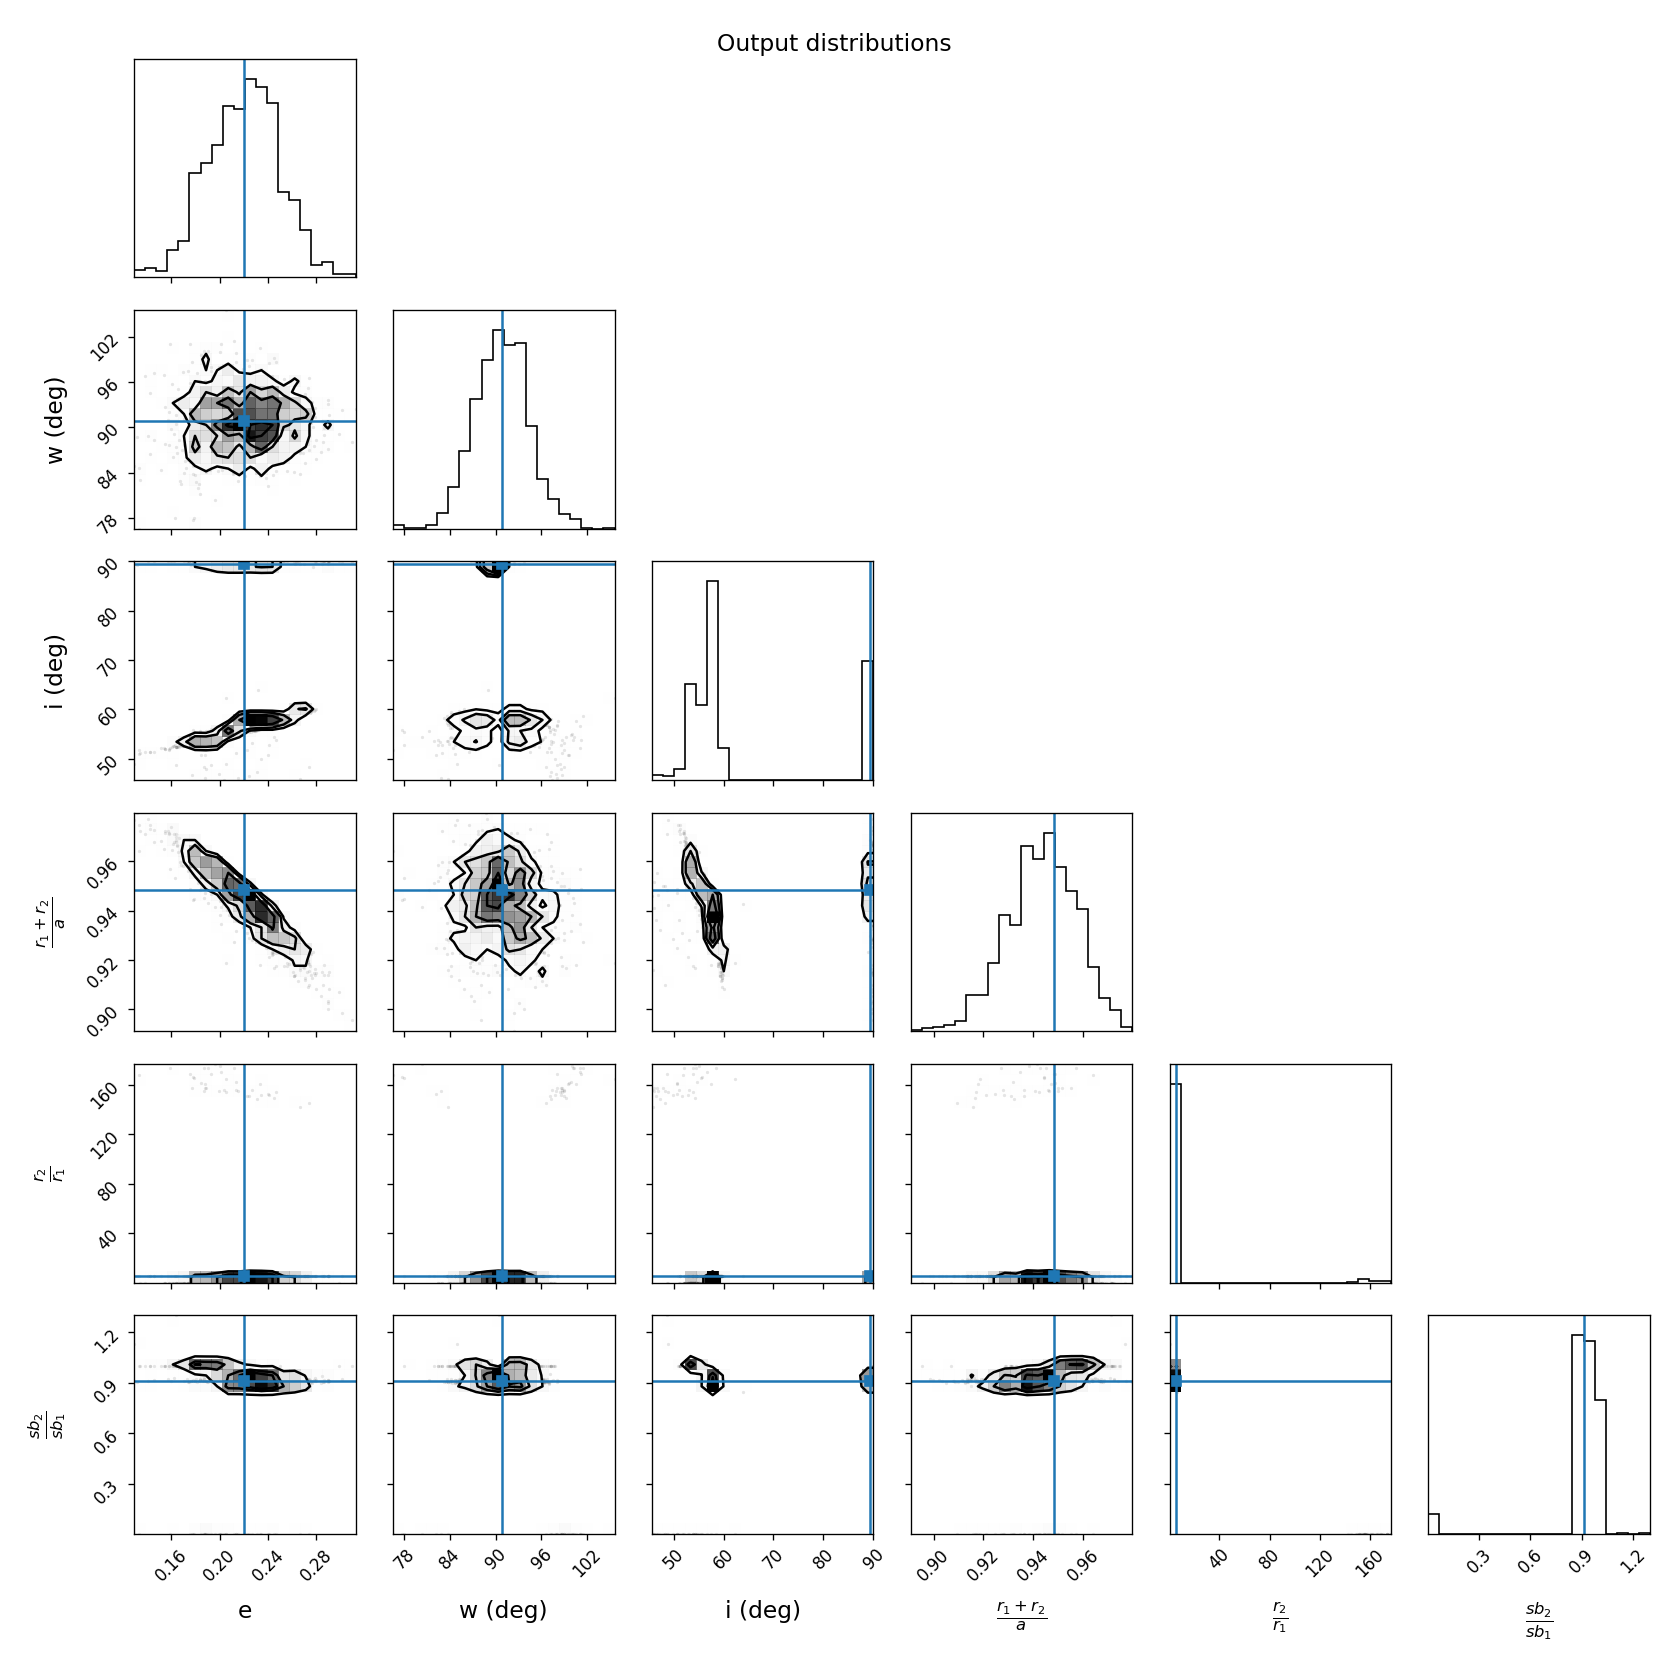 Output distributions
102
96
90
84
78
w (deg)
90
80
70
60
50
i (deg)
0.96
0.94
0.92
0.90
r₁ + r₂
a
160
120
80
40
r₂
r₁
1.2
0.9
0.6
0.3
sb₂
sb₁
0.16 0.20 0.24 0.28
78 84 90 96 102
50 60 70 80 90
0.90 0.92 0.94 0.96
40 80 120 160
0.3 0.6 0.9 1.2
e
w (deg)
i (deg)
r₁ + r₂
a
r₂
r₁
sb₂
sb₁